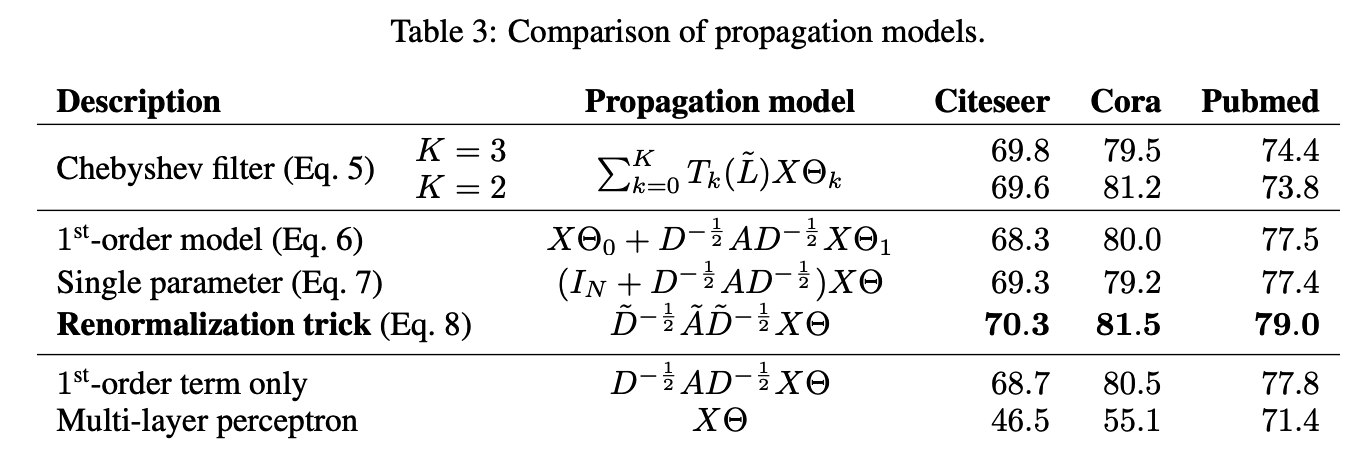 Table 3: Comparison of propagation models.
Description Propagation model Citeseer Cora Pubmed
Chebyshev filter (Eq. 5) K = 3 $\sum_{k=0}^{K} T_k(\tilde{L})X\Theta_k$ 69.8 79.5 74.4
K = 2 69.6 81.2 73.8
1st-order model (Eq. 6) $X\Theta_0 + D^{-\frac{1}{2}}AD^{-\frac{1}{2}}X\Theta_1$ 68.3 80.0 77.5
Single parameter (Eq. 7) $(I_N + D^{-\frac{1}{2}}AD^{-\frac{1}{2}})X\Theta$ 69.3 79.2 77.4
Renormalization trick (Eq. 8) $\tilde{D}^{-\frac{1}{2}}\tilde{A}\tilde{D}^{-\frac{1}{2}}X\Theta$ 70.3 81.5 79.0
1st-order term only $D^{-\frac{1}{2}}AD^{-\frac{1}{2}}X\Theta$ 68.7 80.5 77.8
Multi-layer perceptron $X\Theta$ 46.5 55.1 71.4